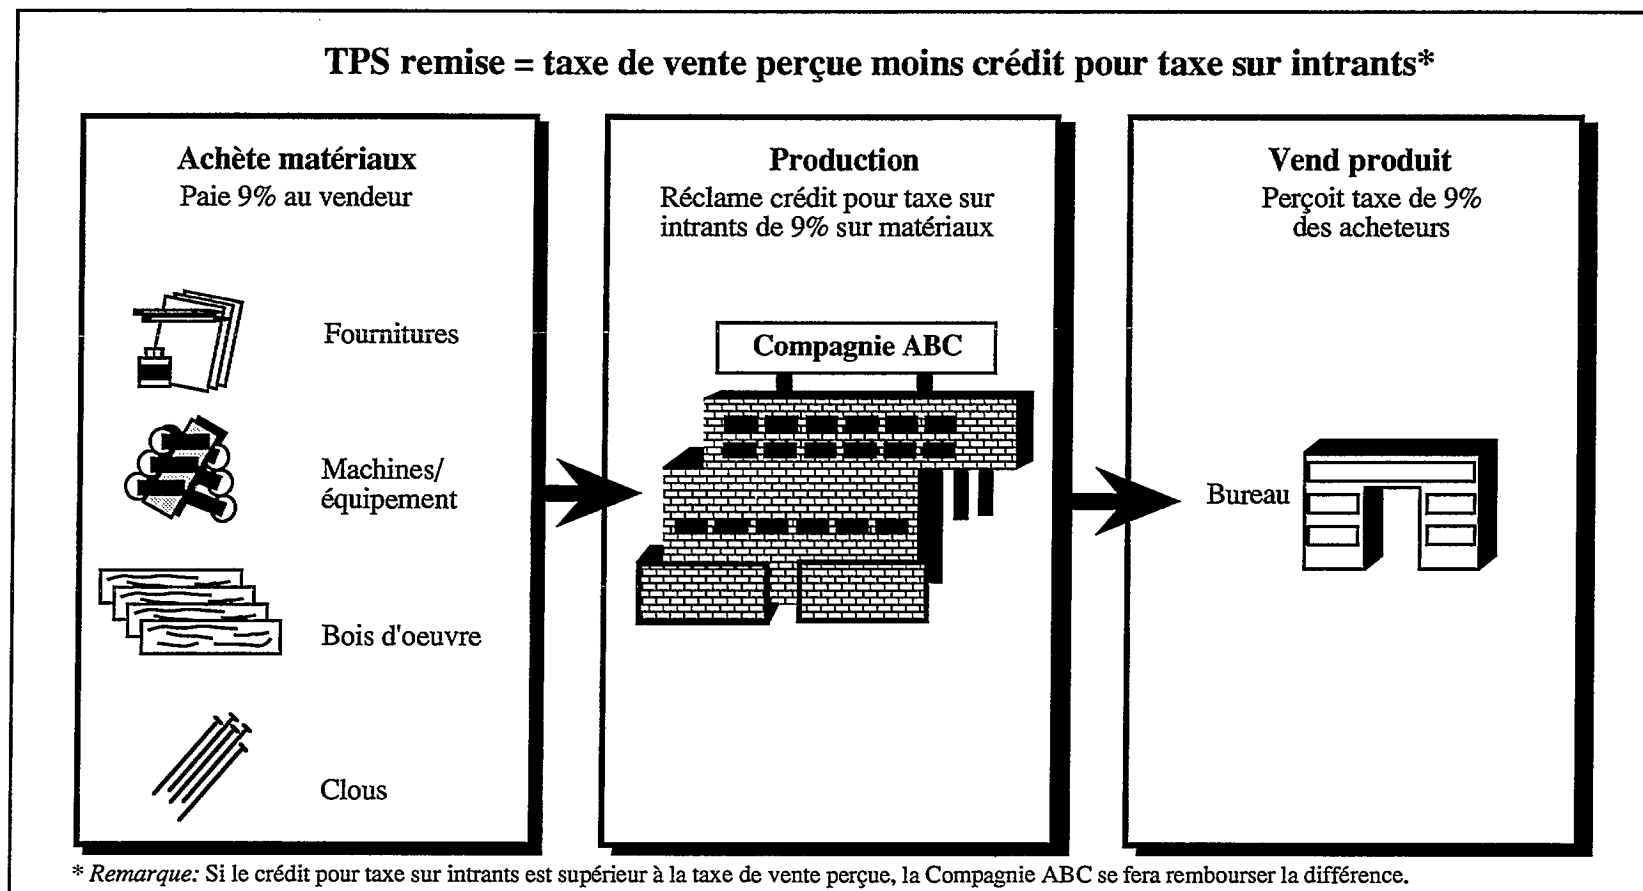 TPS remise = taxe de vente perçue moins crédit pour taxe sur intrants*
Achète matériaux
Paie 9% au vendeur
Fournitures
Machines/
équipement
Bois d'oeuvre
Clous
Production
Réclame crédit pour taxe sur
intrants de 9% sur matériaux
Compagnie ABC
Vend produit
Perçoit taxe de 9%
des acheteurs
Bureau
* Remarque: Si le crédit pour taxe sur intrants est supérieur à la taxe de vente perçue, la Compagnie ABC se fera rembourser la différence.